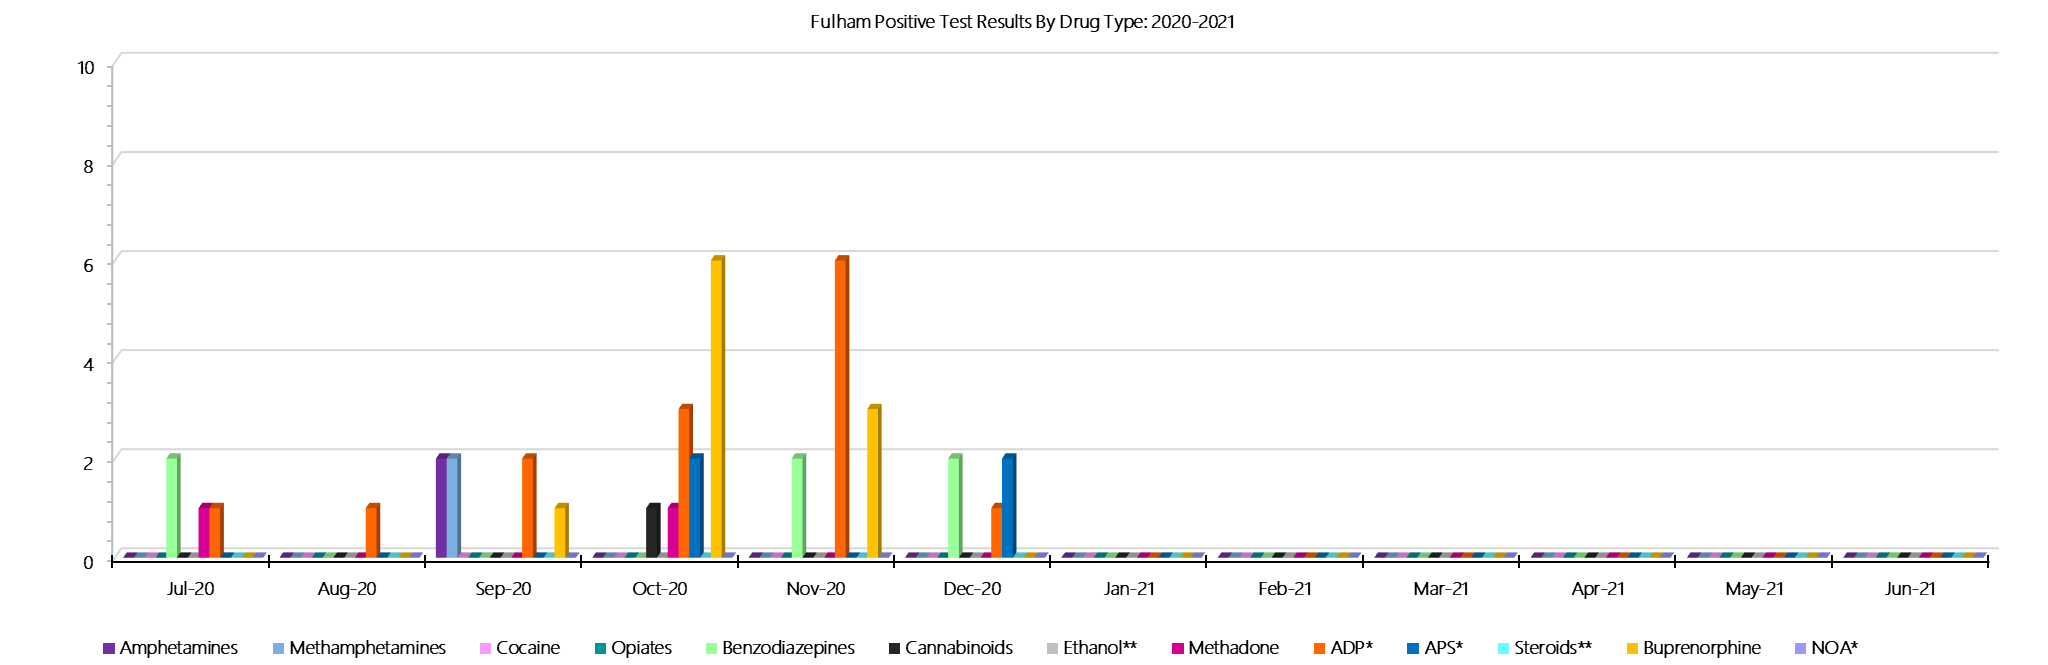 Fulham Positive Test Results By Drug Type: 2020-2021
10
8
6
4
2
0
Jul-20 Aug-20 Sep-20 Oct-20 Nov-20 Dec-20 Jan-21 Feb-21 Mar-21 Apr-21 May-21 Jun-21
Amphetamines Methamphetamines Cocaine Opiates Benzodiazepines Cannabinoids Ethanol** Methadone ADP* APS* Steroids** Buprenorphine NOA*